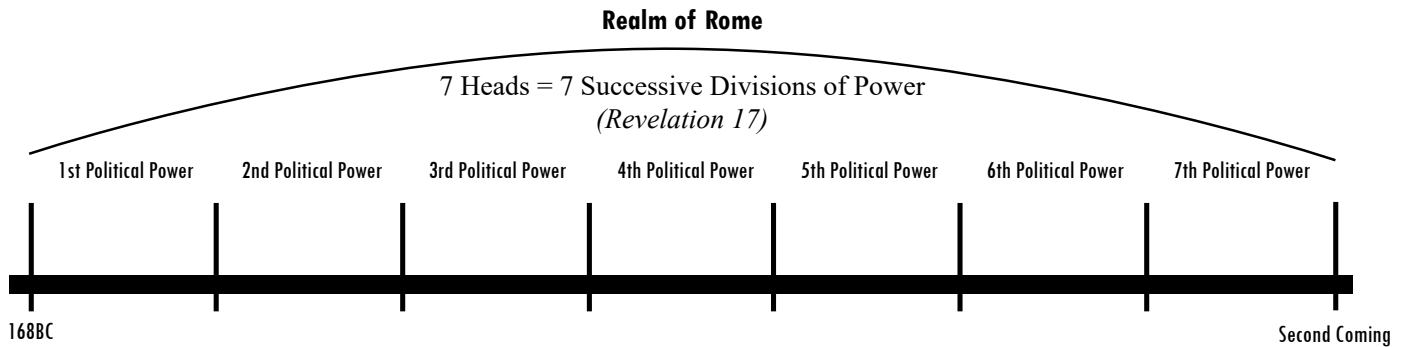 Realm of Rome
7 Heads = 7 Successive Divisions of Power
(Revelation 17)
1st Political Power 2nd Political Power 3rd Political Power 4th Political Power 5th Political Power 6th Political Power 7th Political Power
168BC Second Coming